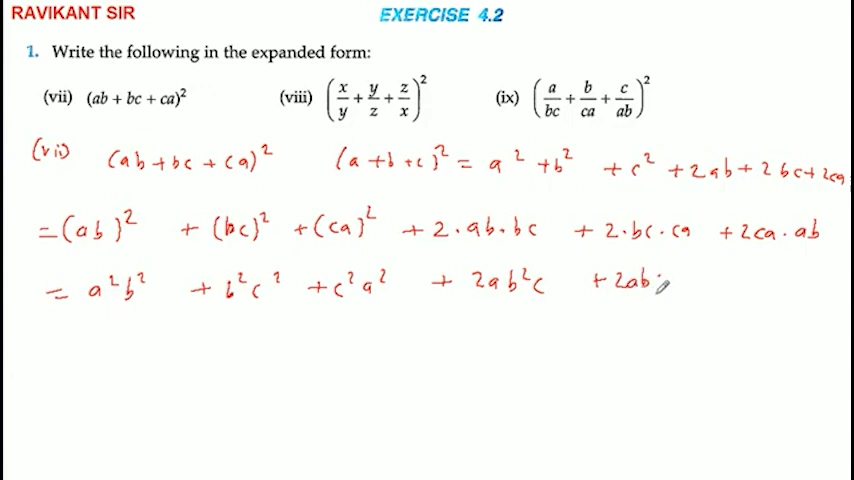 RAVIKANT SIR
EXERCISE 4.2
1. Write the following in the expanded form:
(vii) (ab + bc + ca)² (viii) (x/y + y/z + z/x)² (ix) (a/bc + b/ca + c/ab)²
(vii) (ab + bc + ca)² (a + b + c)² = a² + b² + c² + 2ab + 2bc + 2ca
= (ab)² + (bc)² + (ca)² + 2·ab·bc + 2·bc·ca + 2ca·ab
= a²b² + b²c² + c²a² + 2ab²c + 2ab